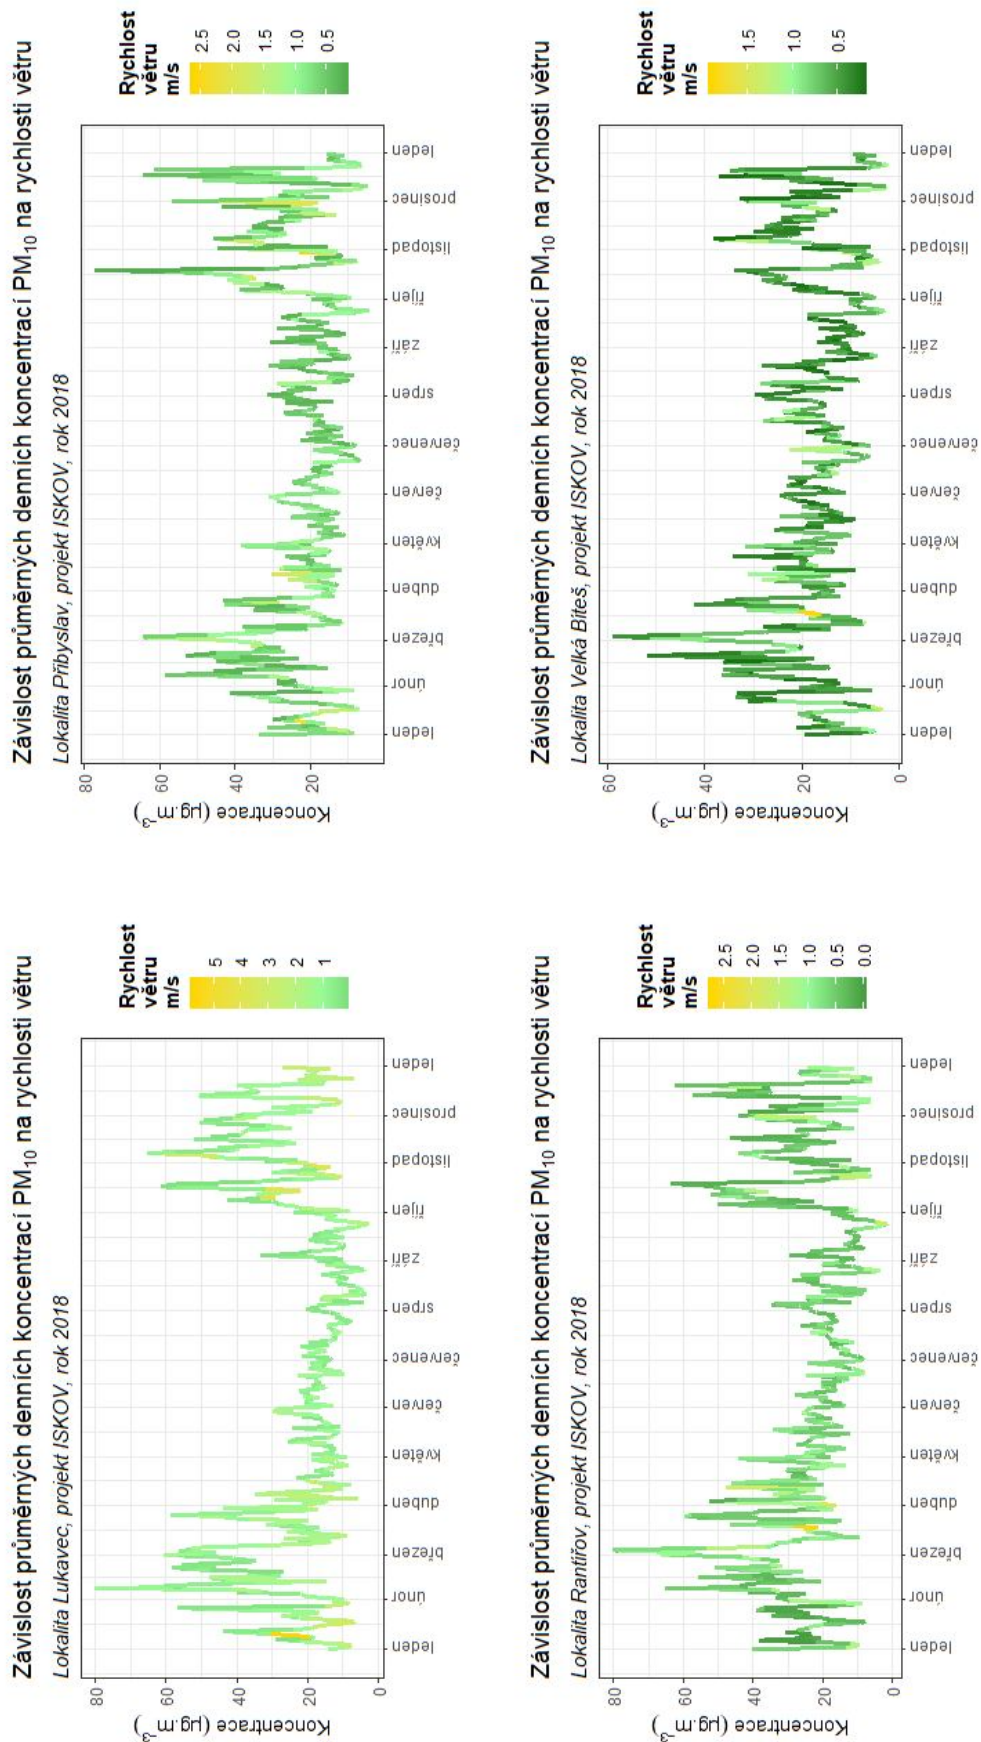 Závislost průměrných denních koncentrací PM₁₀ na rychlosti větru
Lokalita Lukavec, projekt ISKOV, rok 2018
Koncentrace (µg.m⁻³)
80
60
40
20
0
leden
únor
březen
duben
květen
červen
červenec
srpen
září
říjen
listopad
prosinec
leden
Rychlost
větru
m/s
5
4
3
2
1
Závislost průměrných denních koncentrací PM₁₀ na rychlosti větru
Lokalita Přibyslav, projekt ISKOV, rok 2018
Koncentrace (µg.m⁻³)
80
60
40
20
leden
únor
březen
duben
květen
červen
červenec
srpen
září
říjen
listopad
prosinec
leden
Rychlost
větru
m/s
2.5
2.0
1.5
1.0
0.5
Závislost průměrných denních koncentrací PM₁₀ na rychlosti větru
Lokalita Rantířov, projekt ISKOV, rok 2018
Koncentrace (µg.m⁻³)
80
60
40
20
0
leden
únor
březen
duben
květen
červen
červenec
srpen
září
říjen
listopad
prosinec
leden
Rychlost
větru
m/s
2.5
2.0
1.5
1.0
0.5
0.0
Závislost průměrných denních koncentrací PM₁₀ na rychlosti větru
Lokalita Velká Bíteš, projekt ISKOV, rok 2018
Koncentrace (µg.m⁻³)
60
40
20
0
leden
únor
březen
duben
květen
červen
červenec
srpen
září
říjen
listopad
prosinec
leden
Rychlost
větru
m/s
1.5
1.0
0.5